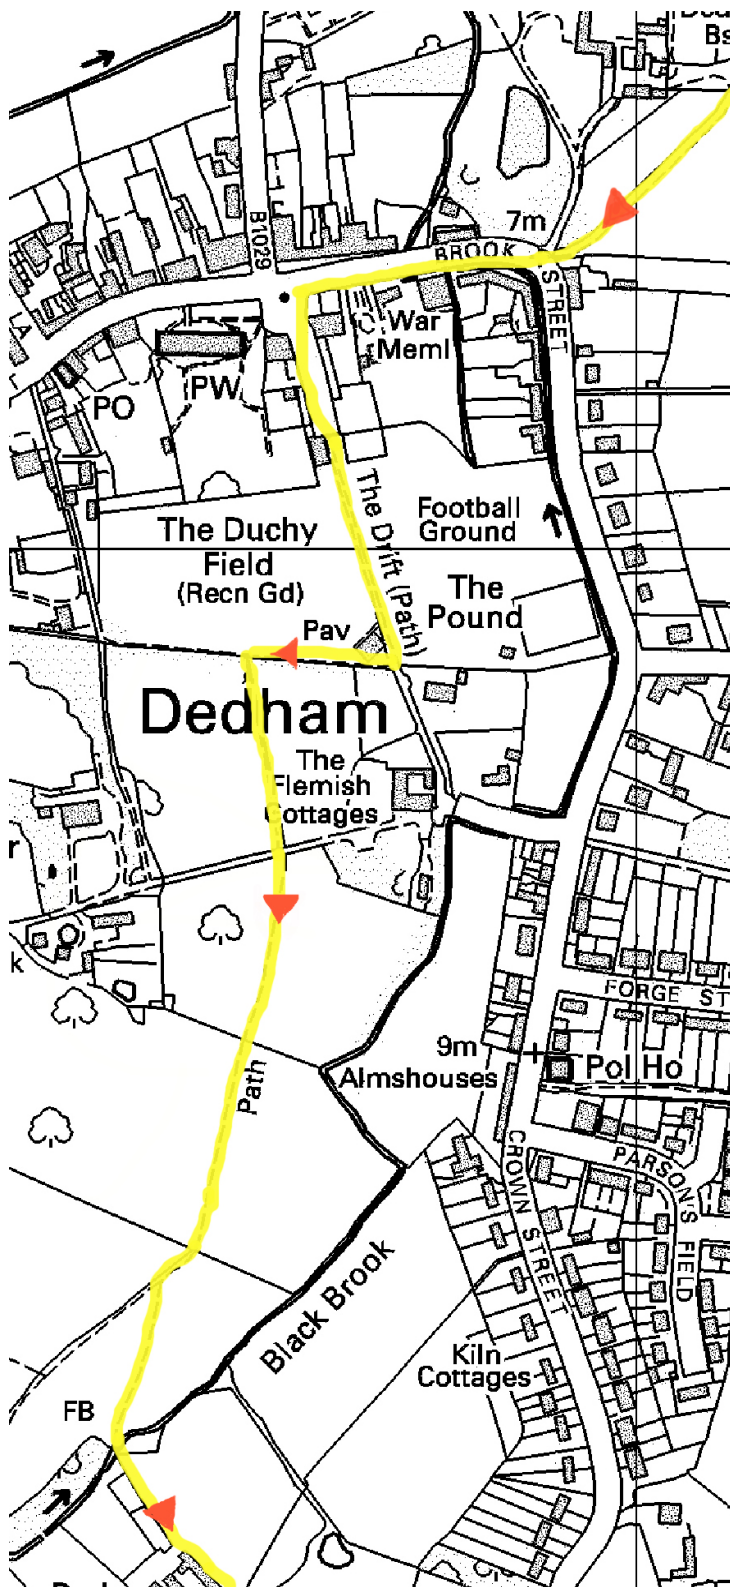 Bs
7m
B1029
BROOK
STREET
War
Meml
PO
PW
The Drift (Path)
Football
Ground
The Duchy
Field
(Recn Gd)
The
Pound
Pav
Dedham
The
Flemish
Cottages
r
k
FORGE ST
9m
Pol Ho
Almshouses
Path
CROWN STREET
PARSON'S
FIELD
Black Brook
Kiln
Cottages
FB